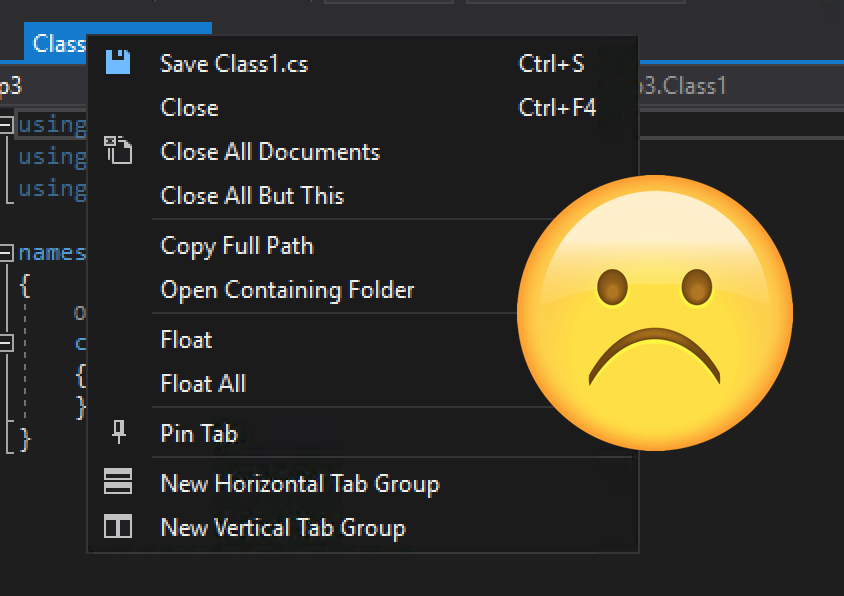 Class
p3
3.Class1
using
using
using
names
{
c
{
}
}
Save Class1.cs Ctrl+S
Close Ctrl+F4
Close All Documents
Close All But This
Copy Full Path
Open Containing Folder
Float
Float All
Pin Tab
New Horizontal Tab Group
New Vertical Tab Group